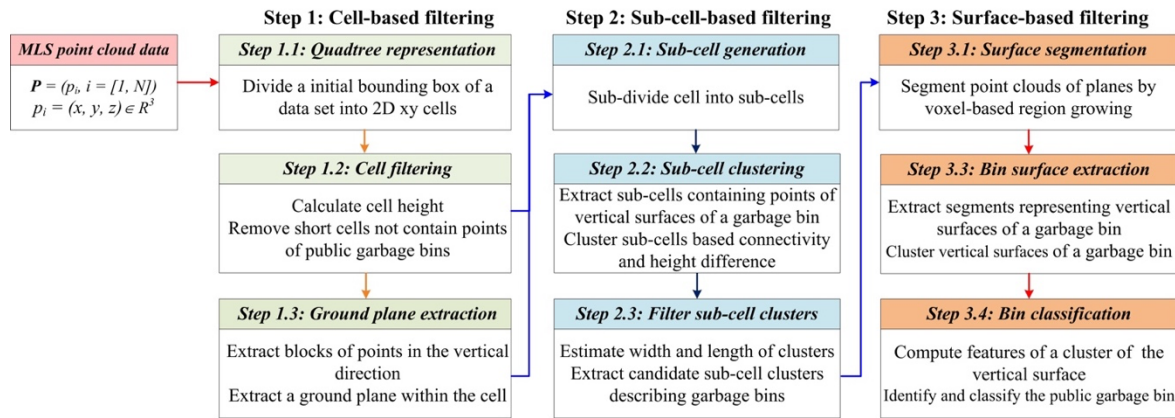 Step 1: Cell-based filtering
Step 2: Sub-cell-based filtering
Step 3: Surface-based filtering
MLS point cloud data
P = (pi, i = [1, N])
pi = (x, y, z) ∈ R³
Step 1.1: Quadtree representation
Divide a initial bounding box of a
data set into 2D xy cells
Step 1.2: Cell filtering
Calculate cell height
Remove short cells not contain points
of public garbage bins
Step 1.3: Ground plane extraction
Extract blocks of points in the vertical
direction
Extract a ground plane within the cell
Step 2.1: Sub-cell generation
Sub-divide cell into sub-cells
Step 2.2: Sub-cell clustering
Extract sub-cells containing points of
vertical surfaces of a garbage bin
Cluster sub-cells based connectivity
and height difference
Step 2.3: Filter sub-cell clusters
Estimate width and length of clusters
Extract candidate sub-cell clusters
describing garbage bins
Step 3.1: Surface segmentation
Segment point clouds of planes by
voxel-based region growing
Step 3.3: Bin surface extraction
Extract segments representing vertical
surfaces of a garbage bin
Cluster vertical surfaces of a garbage bin
Step 3.4: Bin classification
Compute features of a cluster of the
vertical surface
Identify and classify the public garbage bin